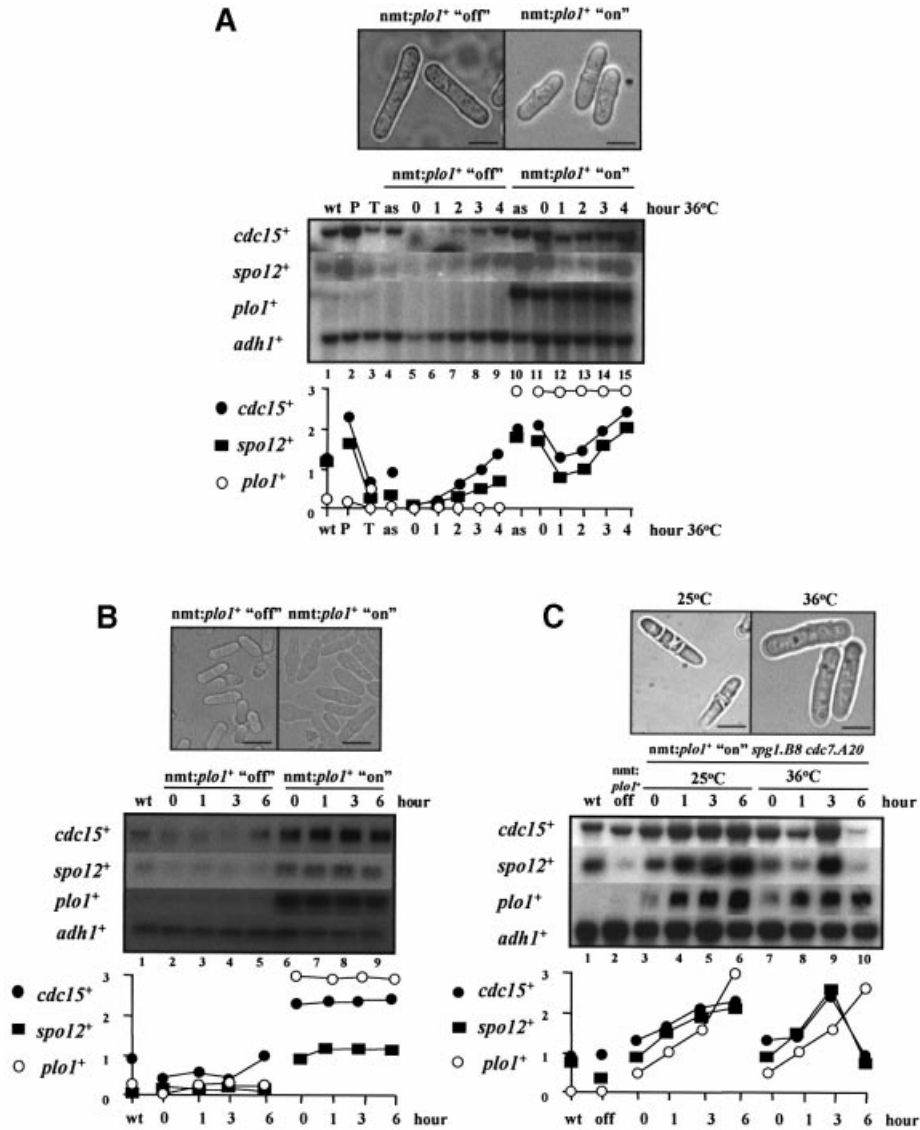 A
nmt:plo1+ "off" nmt:plo1+ "on"
nmt:plo1+ "off" nmt:plo1+ "on"
wt P T as 0 1 2 3 4 as 0 1 2 3 4 hour 36°C
cdc15+
spo12+
plo1+
adh1+
1 2 3 4 5 6 7 8 9 10 11 12 13 14 15
3
cdc15+
2
spo12+
1
plo1+
0
wt P T as 0 1 2 3 4 as 0 1 2 3 4 hour 36°C
B
nmt:plo1+ "off" nmt:plo1+ "on"
nmt:plo1+ "off" nmt:plo1+ "on"
wt 0 1 3 6 0 1 3 6 hour
cdc15+
spo12+
plo1+
adh1+
1 2 3 4 5 6 7 8 9
3
cdc15+
2
spo12+
1
plo1+
0
wt 0 1 3 6 0 1 3 6 hour
C
25°C 36°C
nmt:plo1+ "on" spg1.B8 cdc7.A20
nmt:
plo1+
25°C 36°C
wt off 0 1 3 6 0 1 3 6 hour
cdc15+
spo12+
plo1+
adh1+
1 2 3 4 5 6 7 8 9 10
3
cdc15+
2
spo12+
1
plo1+
0
wt off 0 1 3 6 0 1 3 6 hour